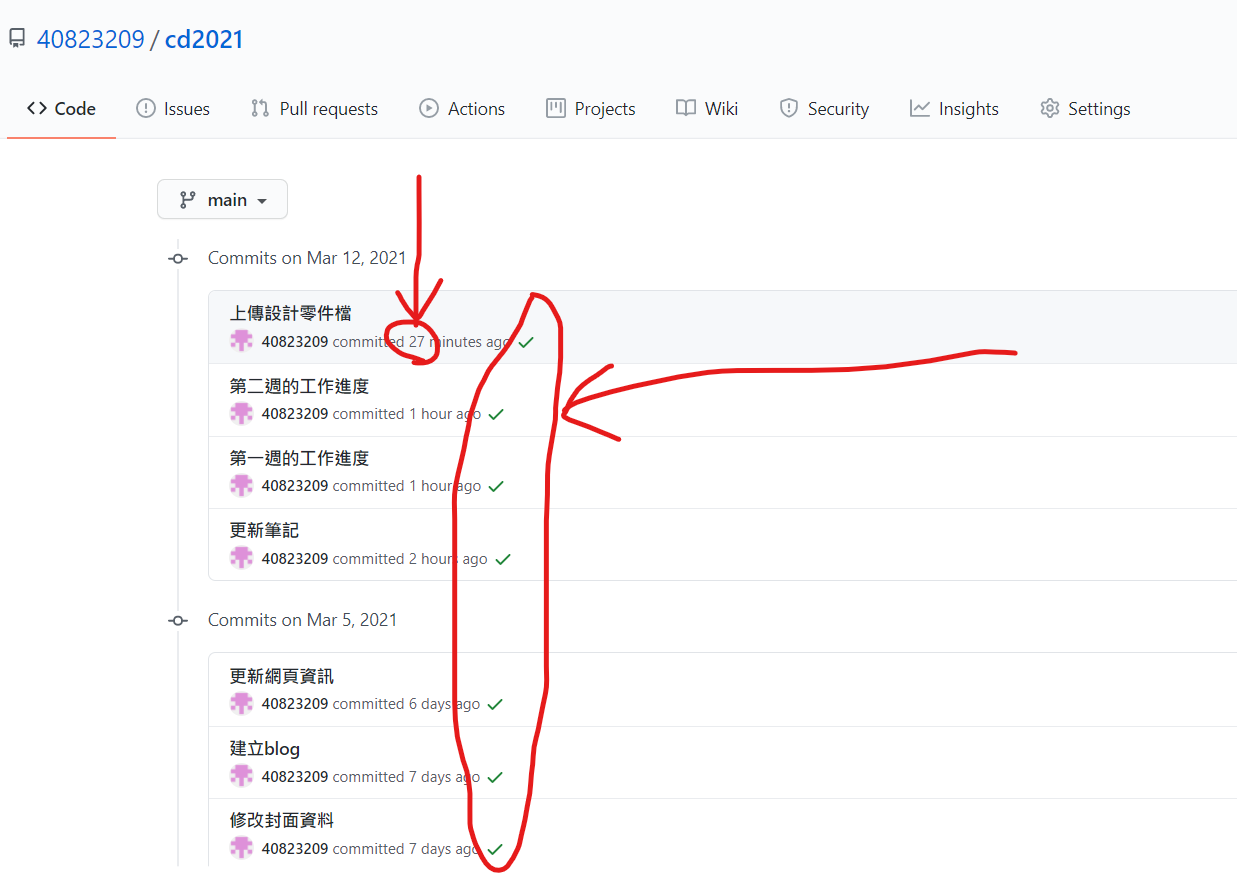 40823209 / cd2021
Code Issues Pull requests Actions Projects Wiki Security Insights Settings
main
Commits on Mar 12, 2021
上傳設計零件檔
40823209 committed 27 minutes ago
第二週的工作進度
40823209 committed 1 hour ago
第一週的工作進度
40823209 committed 1 hour ago
更新筆記
40823209 committed 2 hours ago
Commits on Mar 5, 2021
更新網頁資訊
40823209 committed 6 days ago
建立blog
40823209 committed 7 days ago
修改封面資料
40823209 committed 7 days ago